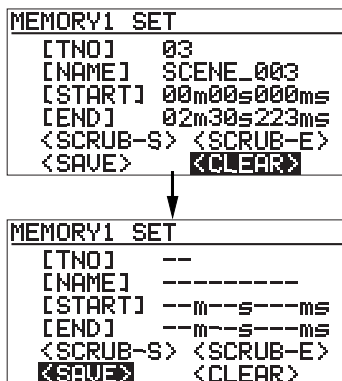 MEMORY1 SET
[TNO] 03
[NAME] SCENE_003
[START] 00m00s000ms
[END] 02m30s223ms
<SCRUB-S> <SCRUB-E>
<SAVE> <CLEAR>
MEMORY1 SET
[TNO] --
[NAME] ---------
[START] --m--s---ms
[END] --m--s---ms
<SCRUB-S> <SCRUB-E>
<SAVE> <CLEAR>